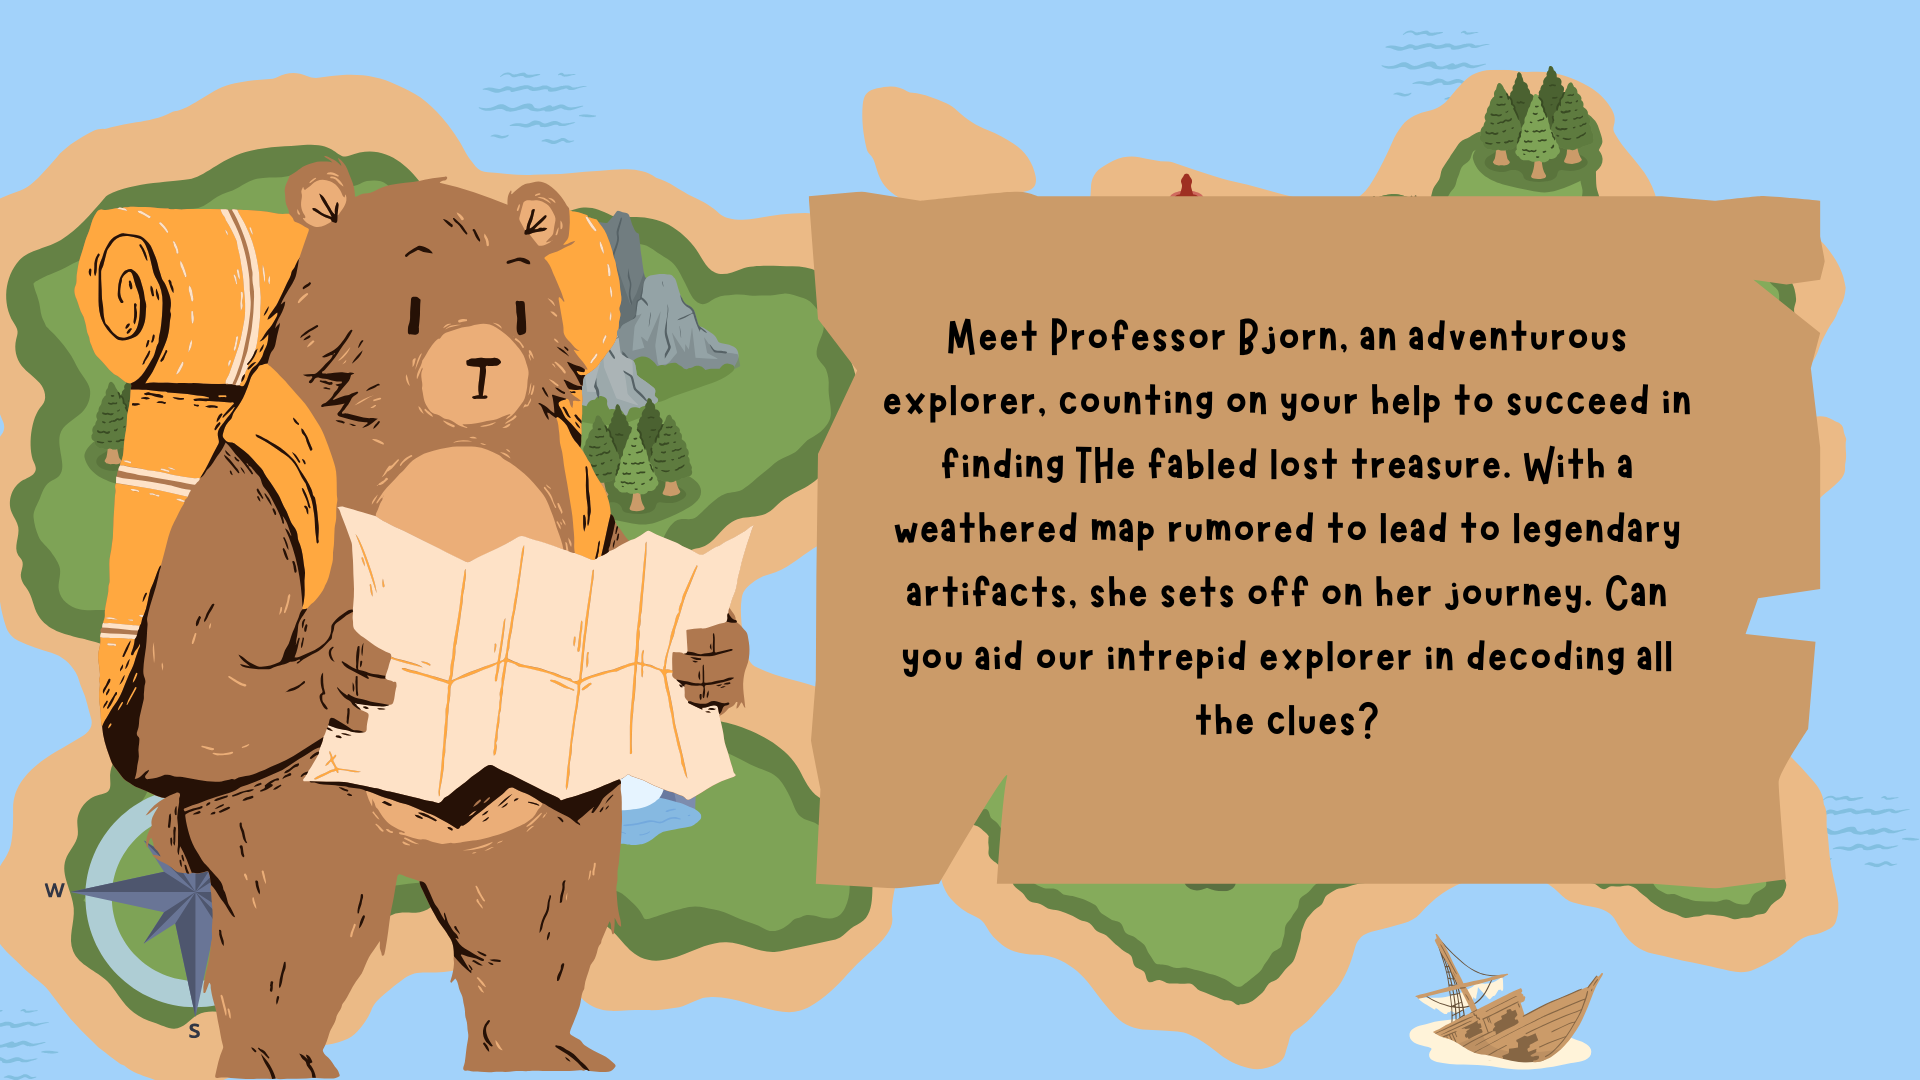 Meet Professor Bjorn, an adventurous
explorer, counting on your help to succeed in
finding THe fabled lost treasure. With a
weathered map rumored to lead to legendary
artifacts, she sets off on her journey. Can
you aid our intrepid explorer in decoding all
the clues?
W
S